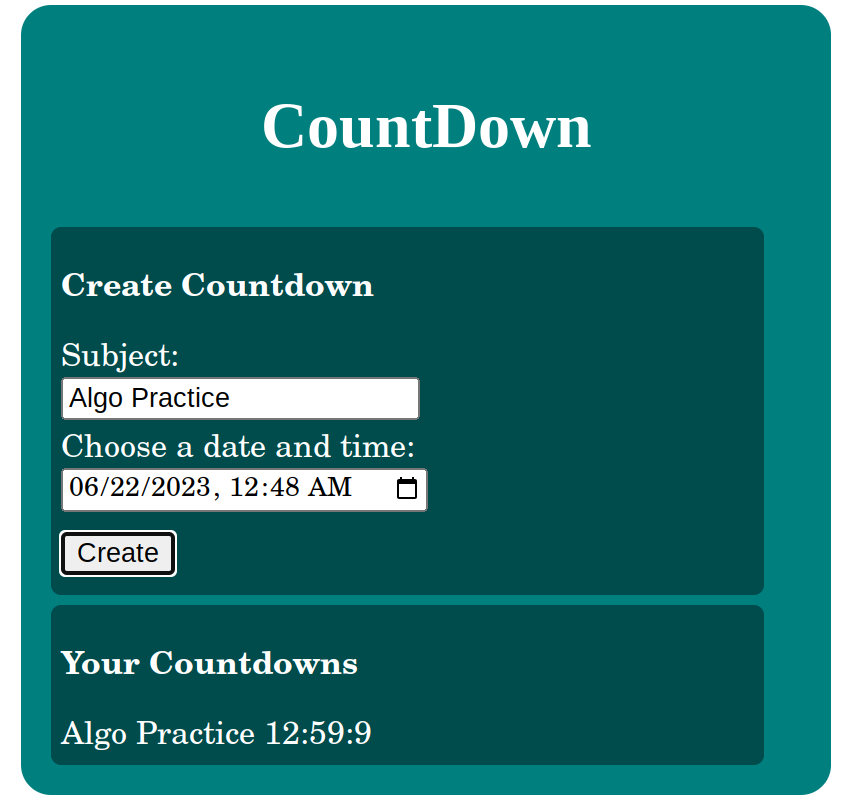 CountDown
Create Countdown
Subject:
Algo Practice
Choose a date and time:
06/22/2023, 12:48 AM
Create
Your Countdowns
Algo Practice 12:59:9